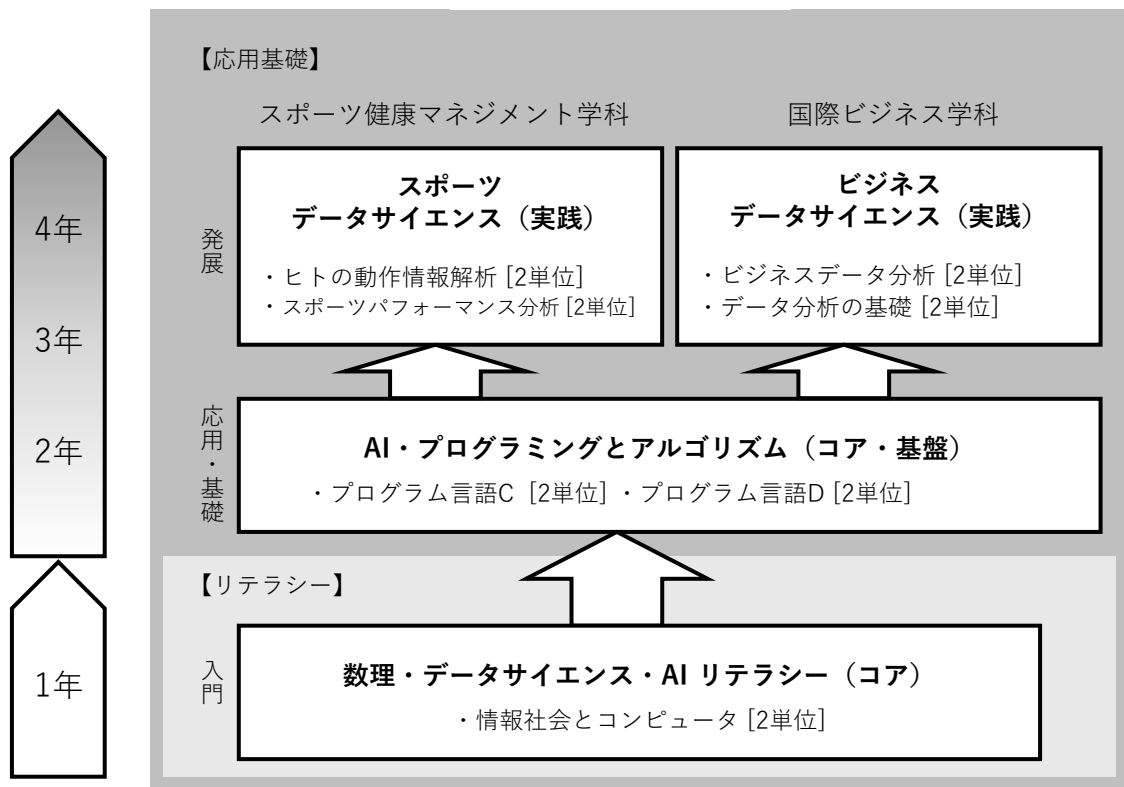 【応用基礎】
スポーツ健康マネジメント学科
国際ビジネス学科
スポーツ
データサイエンス（実践）
・ヒトの動作情報解析 [2単位]
・スポーツパフォーマンス分析 [2単位]
ビジネス
データサイエンス（実践）
・ビジネスデータ分析 [2単位]
・データ分析の基礎 [2単位]
発展
4年
3年
2年
応用・基礎
AI・プログラミングとアルゴリズム（コア・基盤）
・プログラム言語C [2単位] ・プログラム言語D [2単位]
【リテラシー】
1年
入門
数理・データサイエンス・AI リテラシー（コア）
・情報社会とコンピュータ [2単位]